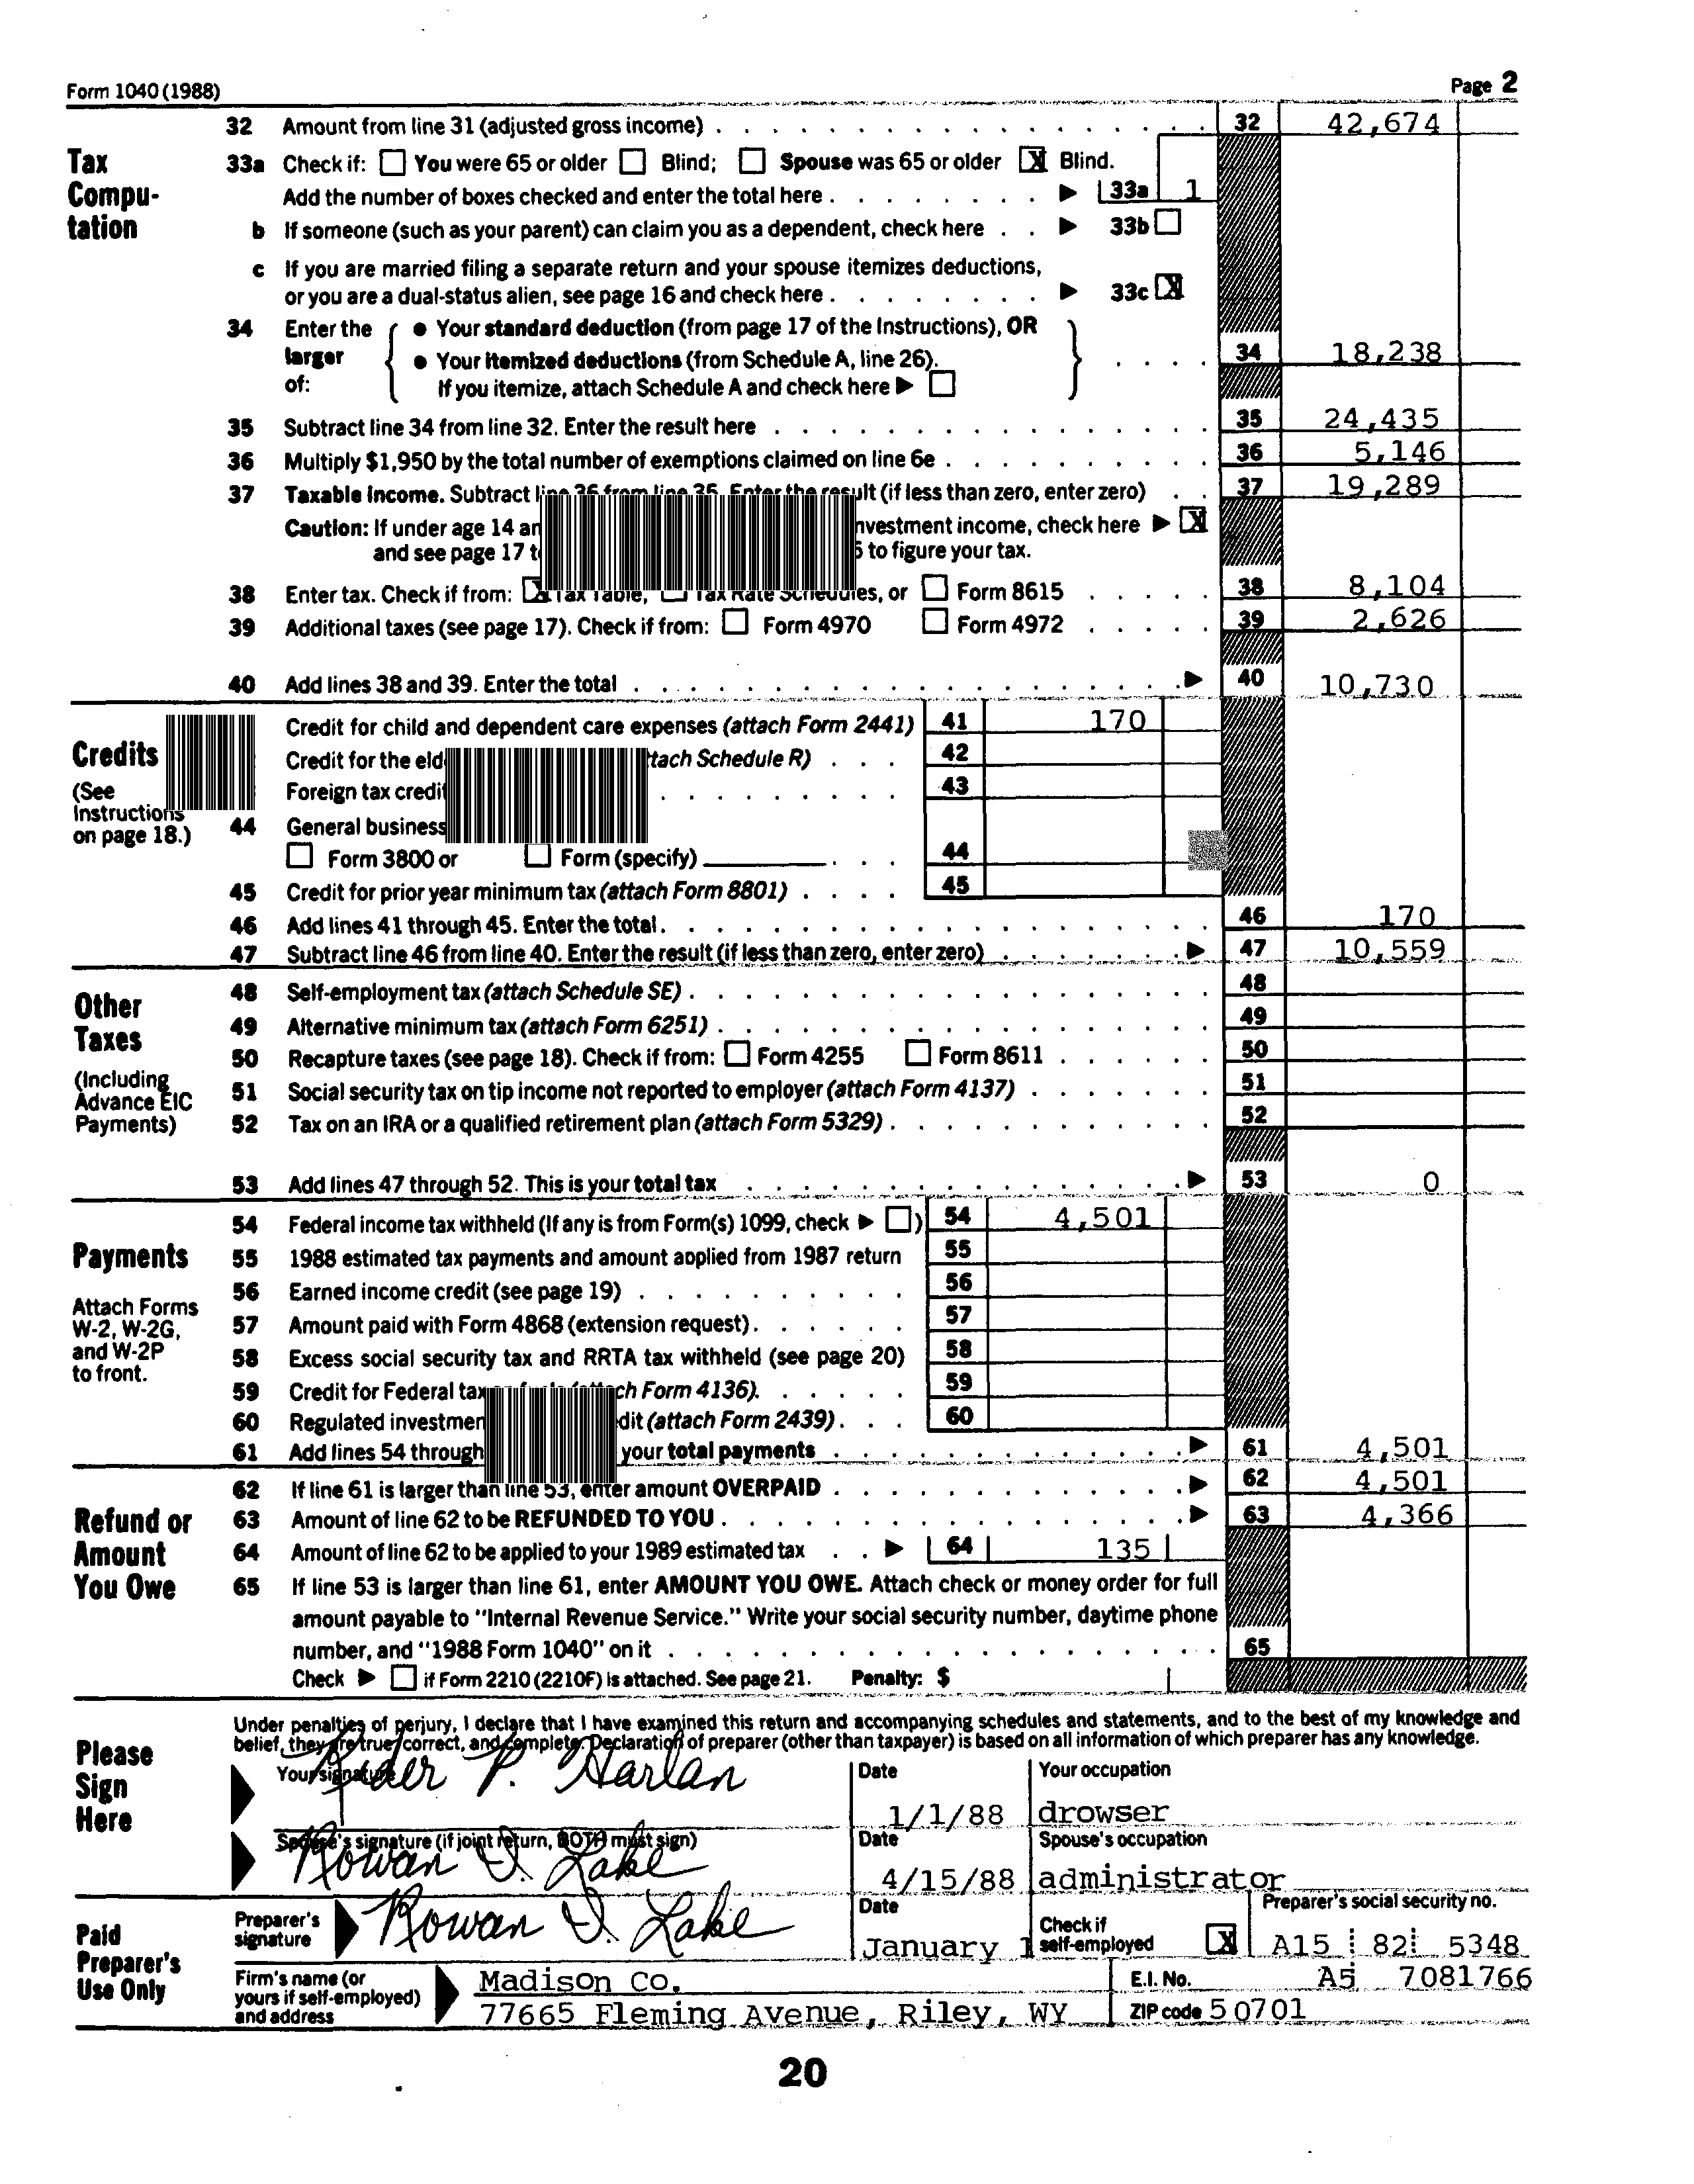 Form 1040 (1988)
Page 2
32 Amount from line 31 (adjusted gross income) 32 42,674
Tax Compu-tation
33a Check if: You were 65 or older Blind; Spouse was 65 or older X Blind.
Add the number of boxes checked and enter the total here 33a 1
b If someone (such as your parent) can claim you as a dependent, check here 33b
c If you are married filing a separate return and your spouse itemizes deductions,
or you are a dual-status alien, see page 16 and check here 33c X
34 Enter the larger of:
● Your standard deduction (from page 17 of the Instructions), OR
● Your itemized deductions (from Schedule A, line 26).
If you itemize, attach Schedule A and check here
34 18,238
35 Subtract line 34 from line 32. Enter the result here 35 24,435
36 Multiply $1,950 by the total number of exemptions claimed on line 6e 36 5,146
37 Taxable income. Subtract line 36 from line 35. Enter the result (if less than zero, enter zero) 37 19,289
Caution: If under age 14 an nvestment income, check here X
and see page 17 to figure your tax.
38 Enter tax. Check if from: X Tax Table, Tax Rate Schedules, or Form 8615 38 8,104
39 Additional taxes (see page 17). Check if from: Form 4970 Form 4972 39 2,626
40 Add lines 38 and 39. Enter the total 40 10,730
Credits
(See Instructions on page 18.)
Credit for child and dependent care expenses (attach Form 2441) 41 170
Credit for the eld tach Schedule R) 42
Foreign tax credit 43
44 General business
Form 3800 or Form (specify) 44
45 Credit for prior year minimum tax (attach Form 8801) 45
46 Add lines 41 through 45. Enter the total. 46 170
47 Subtract line 46 from line 40. Enter the result (if less than zero, enter zero) 47 10,559
Other Taxes
(Including Advance EIC Payments)
48 Self-employment tax (attach Schedule SE) 48
49 Alternative minimum tax (attach Form 6251) 49
50 Recapture taxes (see page 18). Check if from: Form 4255 Form 8611 50
51 Social security tax on tip income not reported to employer (attach Form 4137) 51
52 Tax on an IRA or a qualified retirement plan (attach Form 5329) 52
53 Add lines 47 through 52. This is your total tax 53 0
Payments
Attach Forms W-2, W-2G, and W-2P to front.
54 Federal income tax withheld (If any is from Form(s) 1099, check ) 54 4,501
55 1988 estimated tax payments and amount applied from 1987 return 55
56 Earned income credit (see page 19) 56
57 Amount paid with Form 4868 (extension request) 57
58 Excess social security tax and RRTA tax withheld (see page 20) 58
59 Credit for Federal tax ch Form 4136). 59
60 Regulated investmen dit (attach Form 2439) 60
61 Add lines 54 through your total payments 61 4,501
Refund or Amount You Owe
62 If line 61 is larger than line 53, enter amount OVERPAID 62 4,501
63 Amount of line 62 to be REFUNDED TO YOU 63 4,366
64 Amount of line 62 to be applied to your 1989 estimated tax 64 135
65 If line 53 is larger than line 61, enter AMOUNT YOU OWE. Attach check or money order for full
amount payable to "Internal Revenue Service." Write your social security number, daytime phone
number, and "1988 Form 1040" on it 65
Check if Form 2210 (2210F) is attached. See page 21. Penalty: $
Please Sign Here
Under penalties of perjury, I declare that I have examined this return and accompanying schedules and statements, and to the best of my knowledge and
belief, they are true, correct, and complete. Declaration of preparer (other than taxpayer) is based on all information of which preparer has any knowledge.
Your signature P. Harlan
Date 1/1/88
Your occupation drowser
Spouse's signature (if joint return, BOTH must sign) Rowan D. Lake
Date 4/15/88
Spouse's occupation administrator
Paid Preparer's Use Only
Preparer's signature Rowan D. Lake
Date January 1
Check if self-employed X
Preparer's social security no. A15 82 5348
Firm's name (or yours if self-employed) and address
Madison Co.
77665 Fleming Avenue, Riley, WY
E.I. No. A5 7081766
ZIP code 50701
20